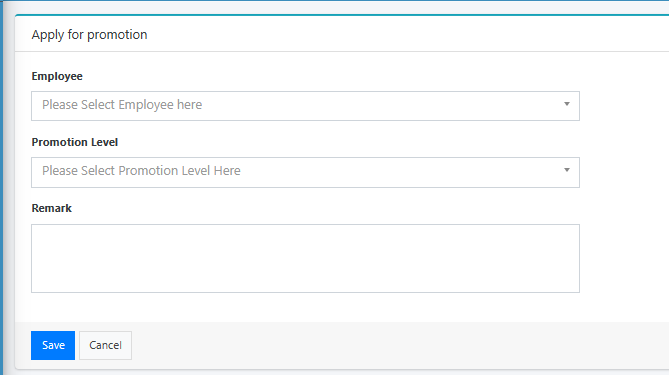 Apply for promotion
Employee
Please Select Employee here
Promotion Level
Please Select Promotion Level Here
Remark
Save
Cancel